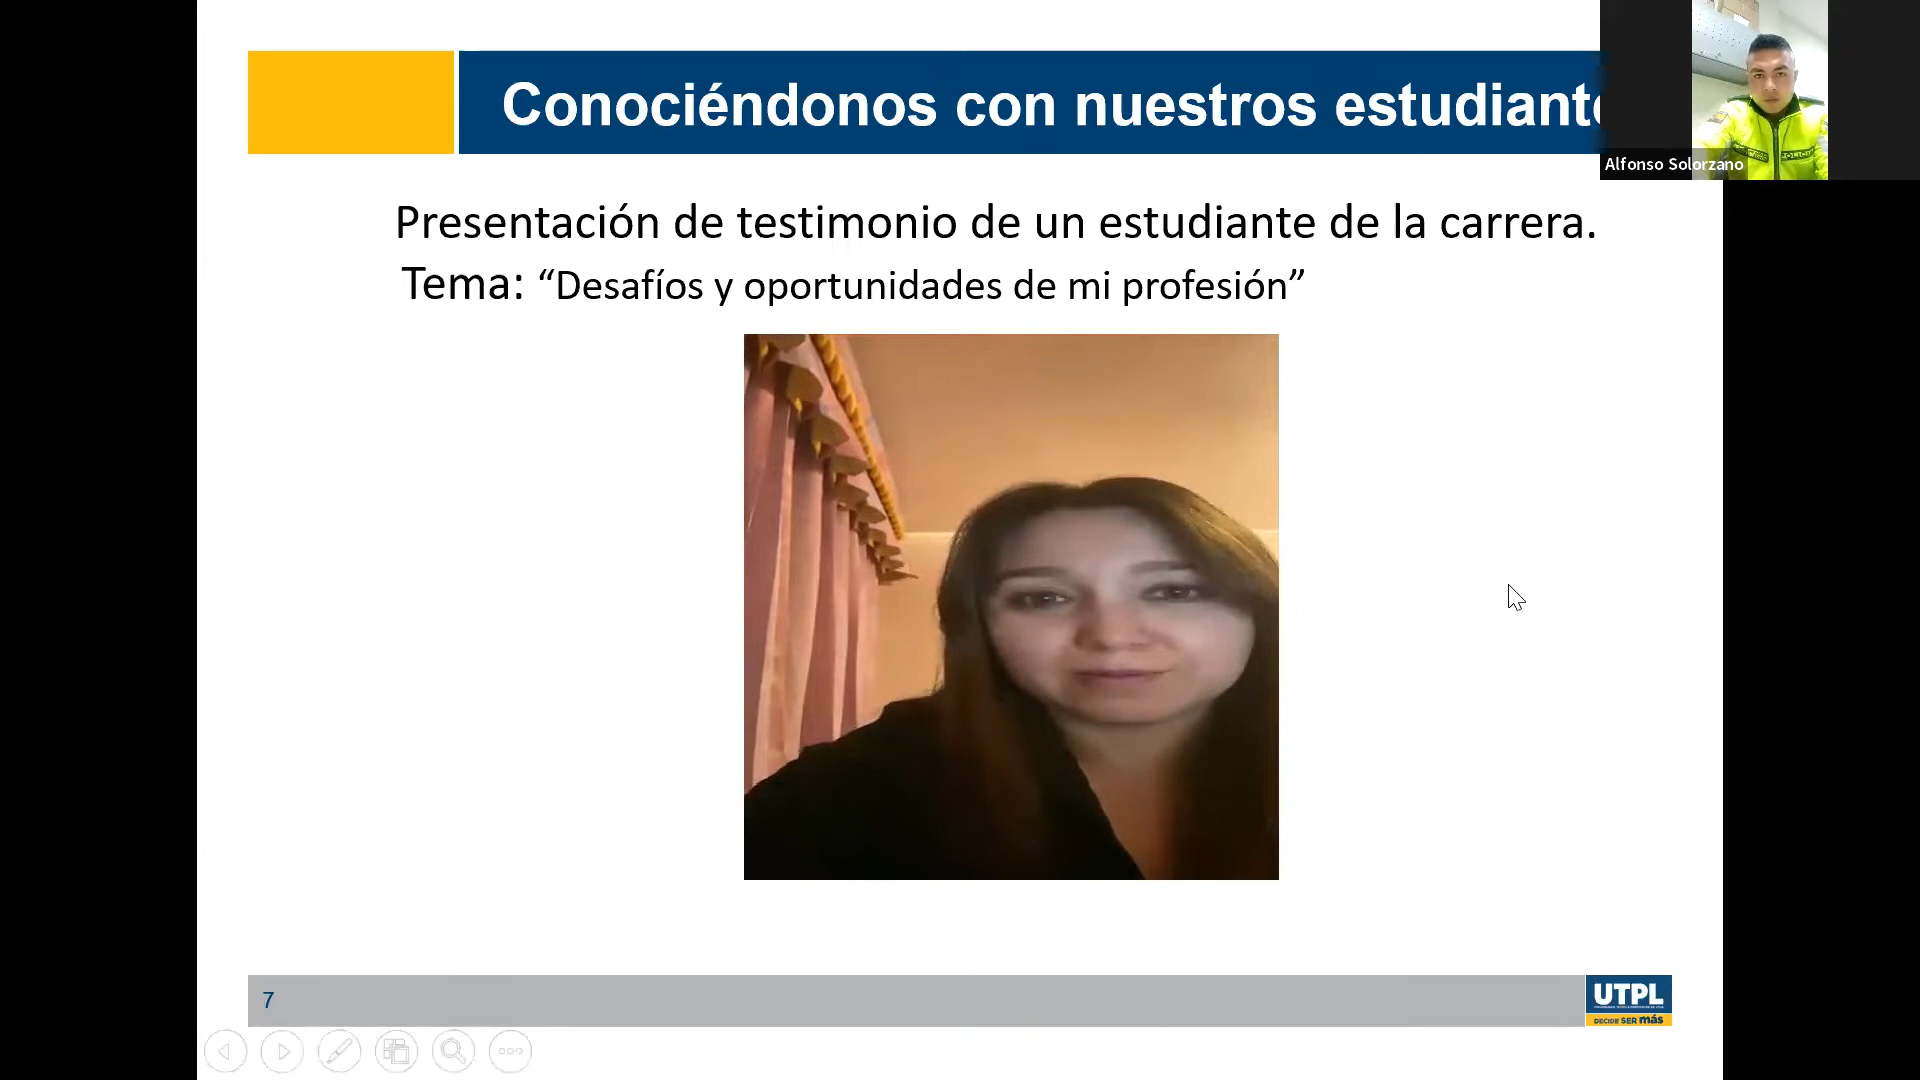 Conociéndonos con nuestros estudiante
Alfonso Solorzano
Presentación de testimonio de un estudiante de la carrera.
Tema: “Desafíos y oportunidades de mi profesión”
7
UTPL
DECIDE SER más